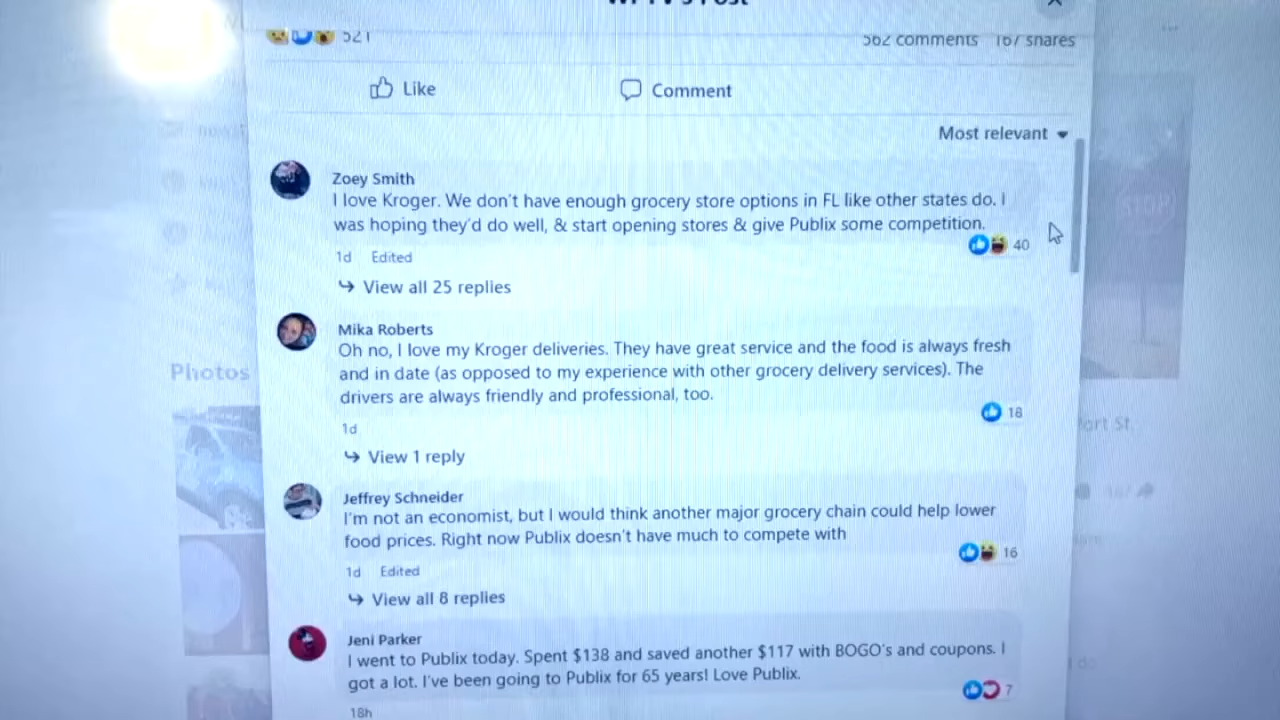 521
562 comments 167 shares
Like
Comment
Most relevant
Zoey Smith
I love Kroger. We don't have enough grocery store options in FL like other states do. I
was hoping they'd do well, & start opening stores & give Publix some competition.
40
1d Edited
View all 25 replies
Mika Roberts
Oh no, I love my Kroger deliveries. They have great service and the food is always fresh
and in date (as opposed to my experience with other grocery delivery services). The
drivers are always friendly and professional, too.
18
1d
View 1 reply
Photos
STOP
Jeffrey Schneider
I'm not an economist, but I would think another major grocery chain could help lower
food prices. Right now Publix doesn't have much to compete with
16
1d Edited
View all 8 replies
Jeni Parker
I went to Publix today. Spent $138 and saved another $117 with BOGO's and coupons. I
got a lot. I've been going to Publix for 65 years! Love Publix.
7
18h